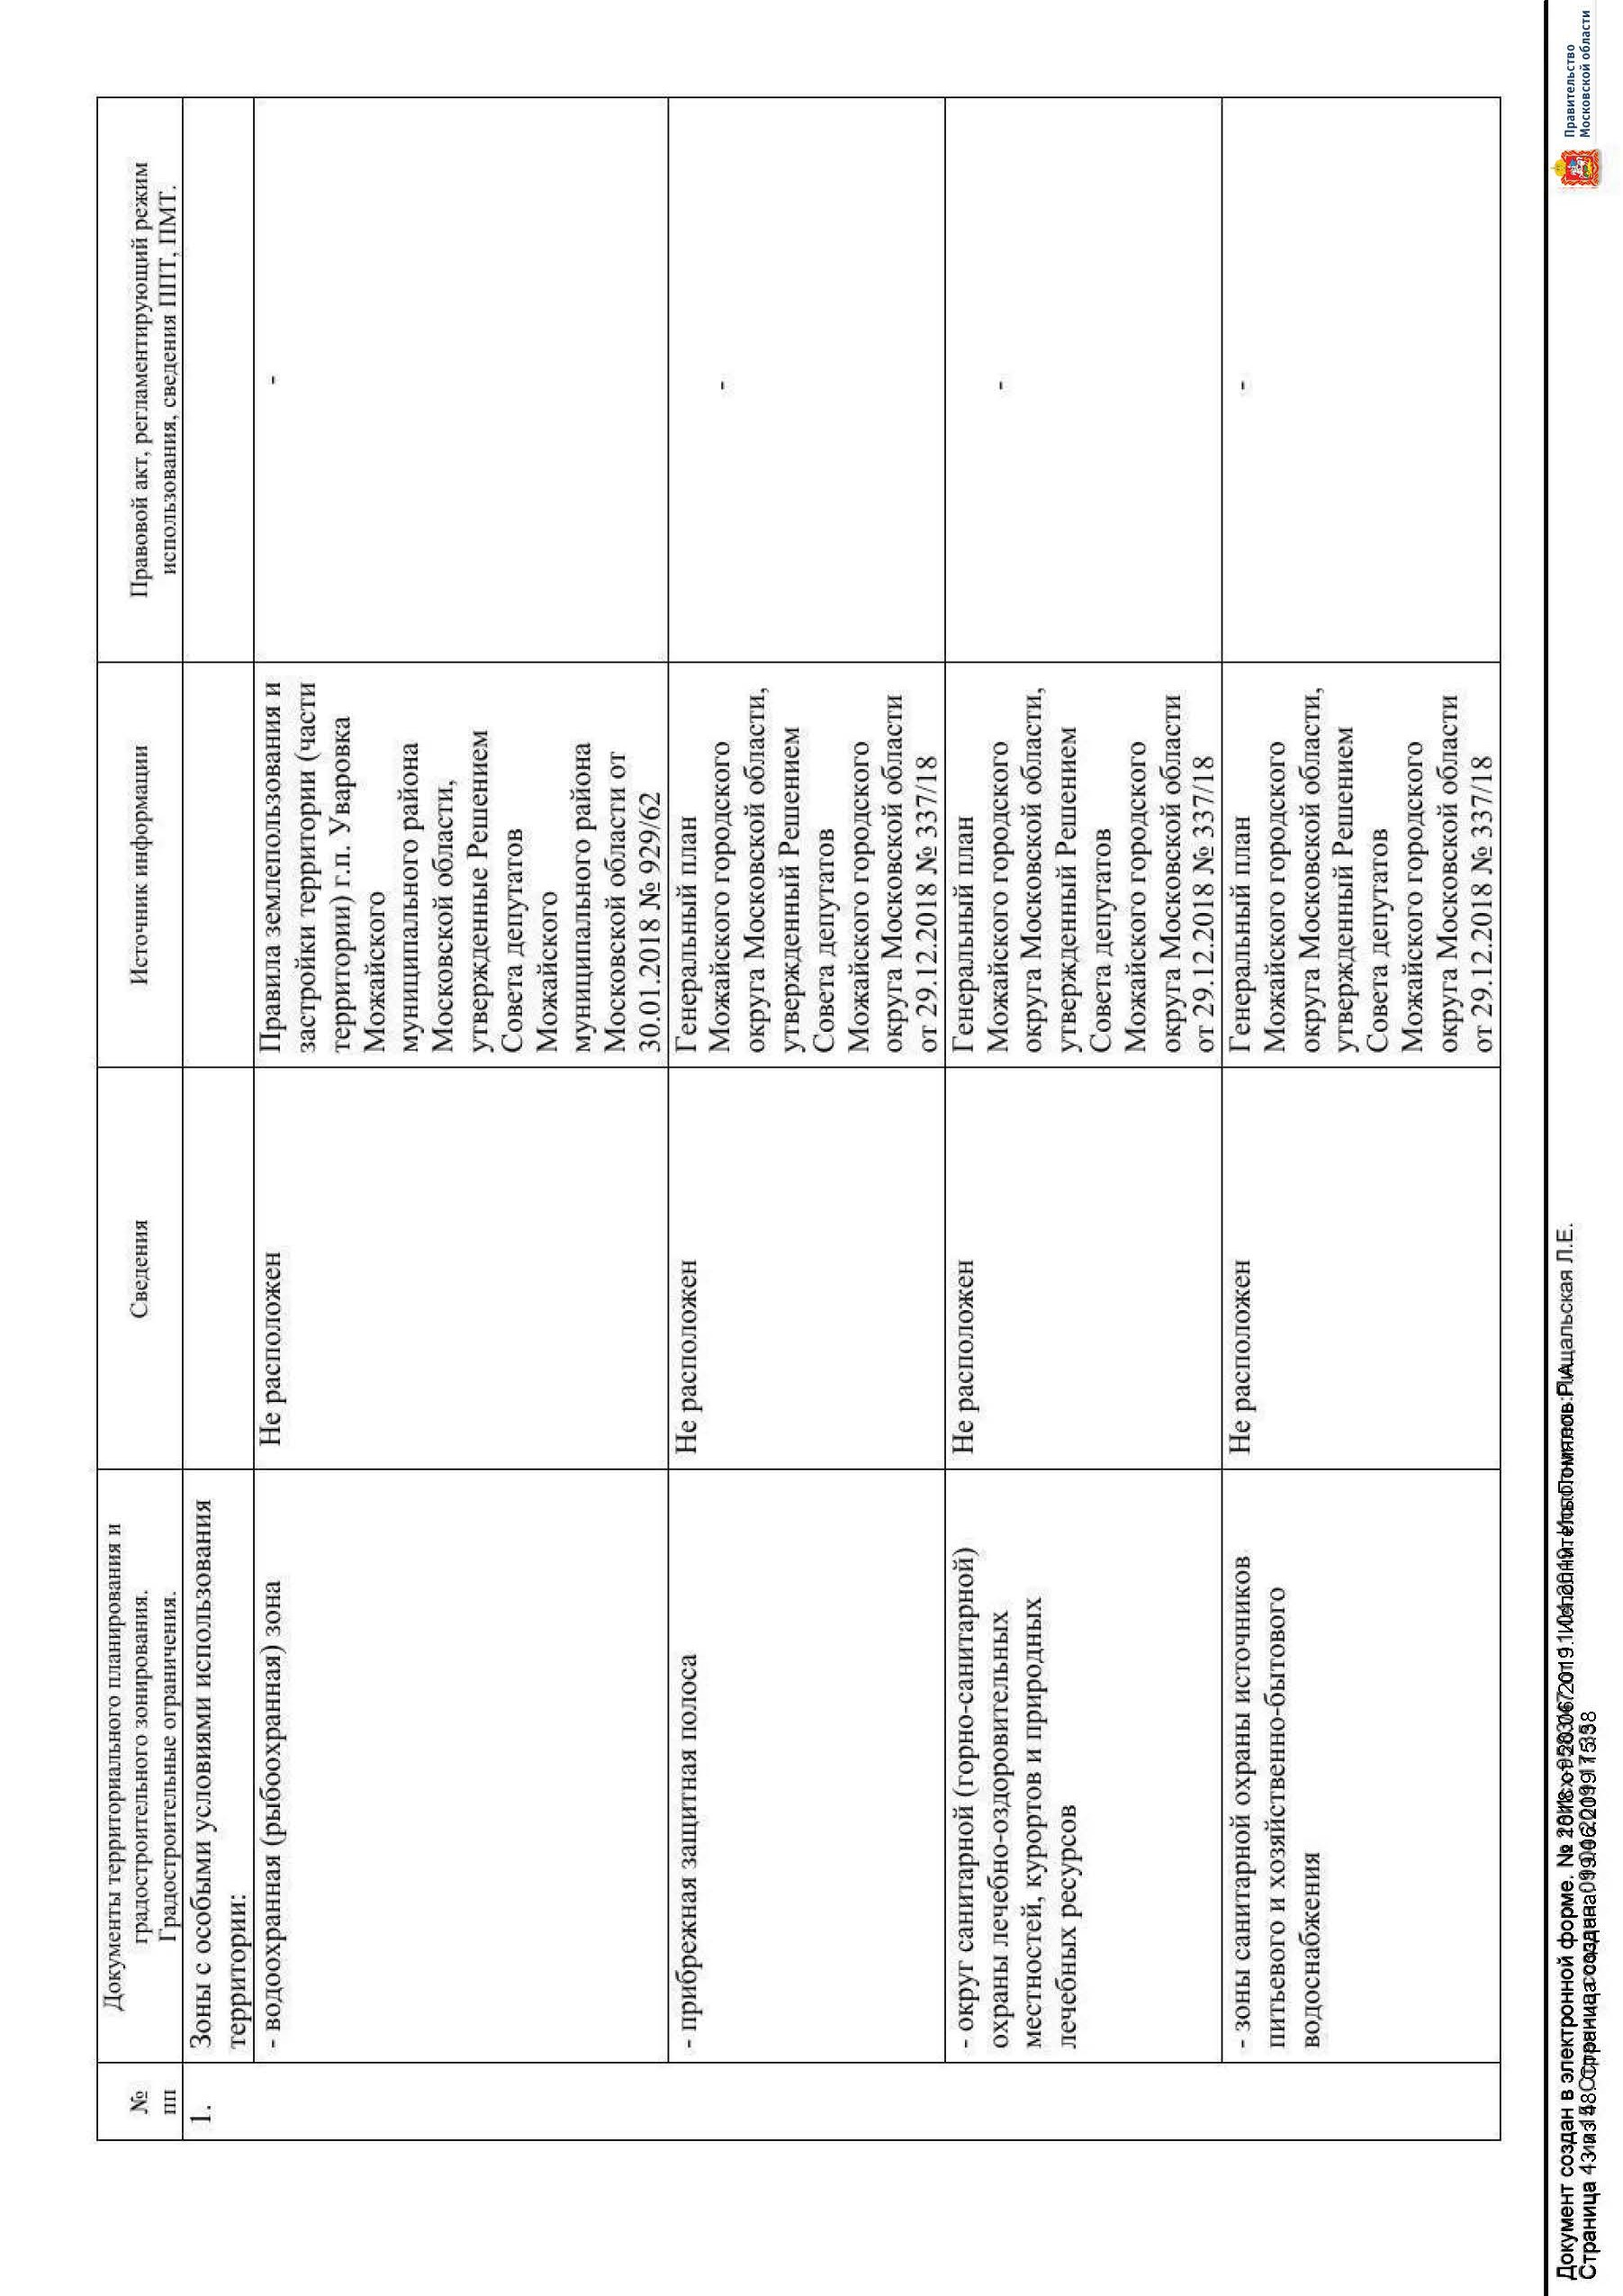 №
пп
Документы территориального планирования и
градостроительного зонирования.
Градостроительные ограничения.
Сведения
Источник информации
Правовой акт, регламентирующий режим
использования, сведения ППТ, ПМТ.
1.
Зоны с особыми условиями использования
территории:
- водоохранная (рыбоохранная) зона
Не расположен
Правила землепользования и
застройки территории (части
территории) г.п. Уваровка
Можайского
муниципального района
Московской области,
утвержденные Решением
Совета депутатов
Можайского
муниципального района
Московской области от
30.01.2018 № 929/62
-
- прибрежная защитная полоса
Не расположен
Генеральный план
Можайского городского
округа Московской области,
утвержденный Решением
Совета депутатов
Можайского городского
округа Московской области
от 29.12.2018 № 337/18
-
- округ санитарной (горно-санитарной)
охраны лечебно-оздоровительных
местностей, курортов и природных
лечебных ресурсов
Не расположен
Генеральный план
Можайского городского
округа Московской области,
утвержденный Решением
Совета депутатов
Можайского городского
округа Московской области
от 29.12.2018 № 337/18
-
- зоны санитарной охраны источников
питьевого и хозяйственно-бытового
водоснабжения
Не расположен
Генеральный план
Можайского городского
округа Московской области,
утвержденный Решением
Совета депутатов
Можайского городского
округа Московской области
от 29.12.2018 № 337/18
-
Документ создан в электронной форме. № Л.Е.
Страница
Правительство
Московской области